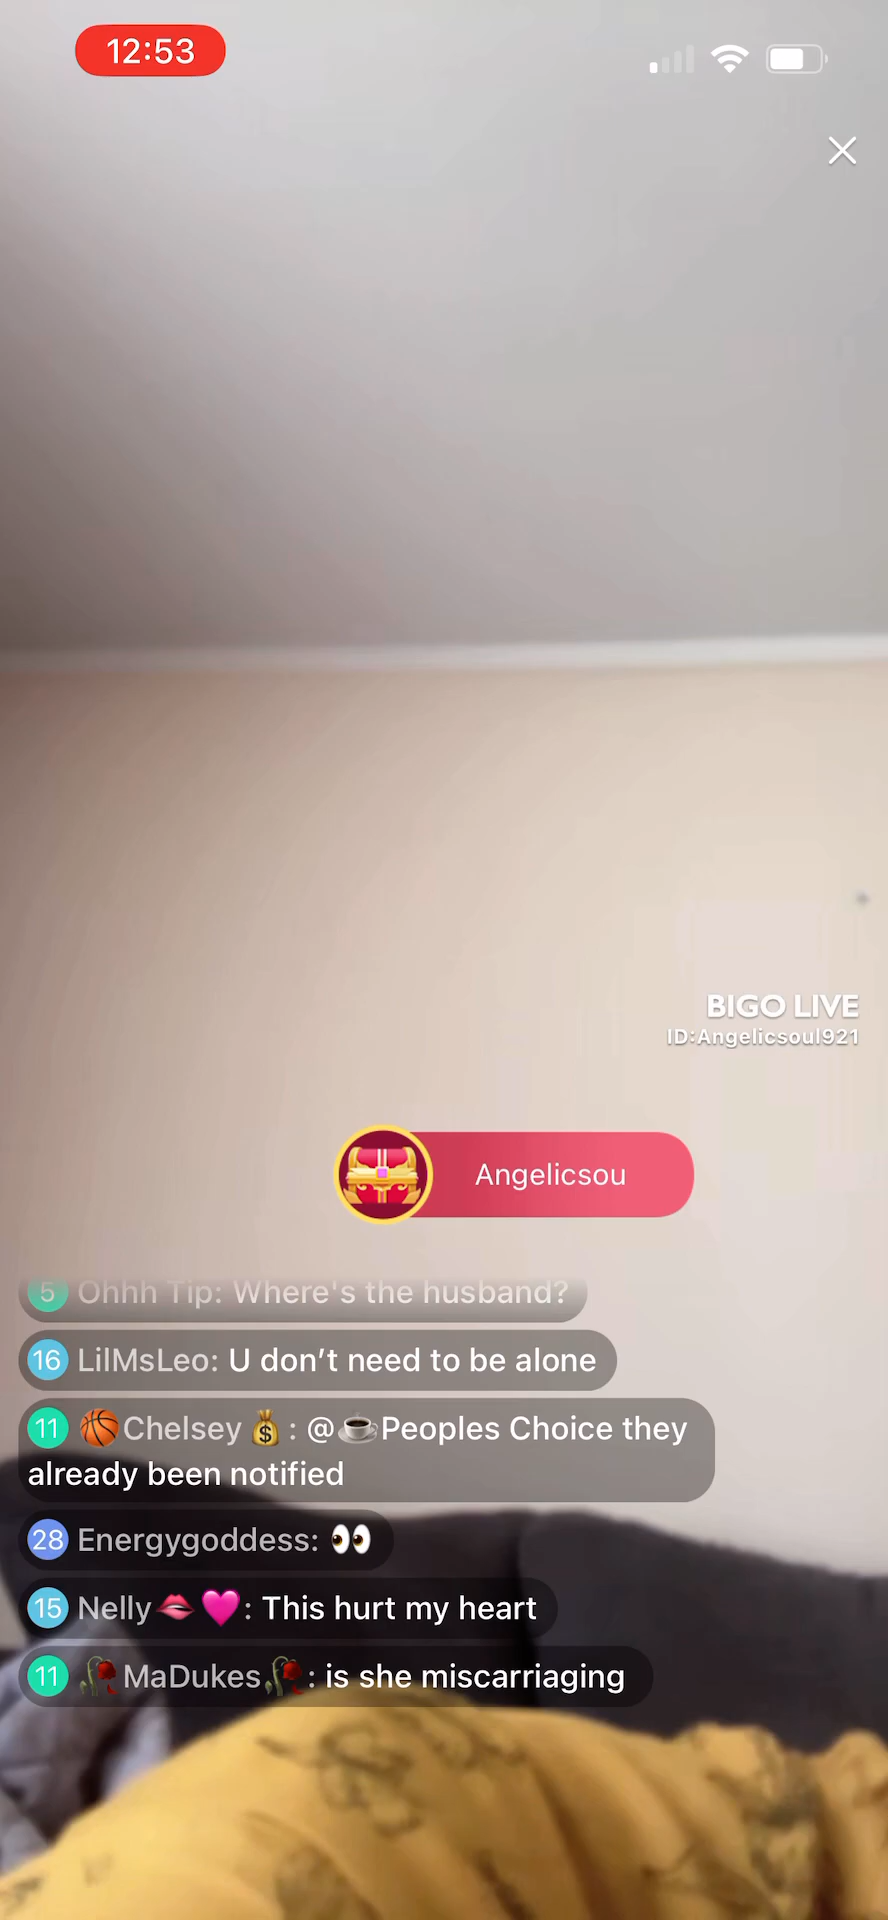 12:53
BIGO LIVE
ID:Angelicsoul921
Angelicsou
5 Ohhh Tip: Where's the husband?
16 LilMsLeo: U don’t need to be alone
11 🏀Chelsey💰: @☕Peoples Choice they
already been notified
28 Energygoddess: 👀
15 Nelly💋💗: This hurt my heart
11 🥀MaDukes🥀: is she miscarriaging